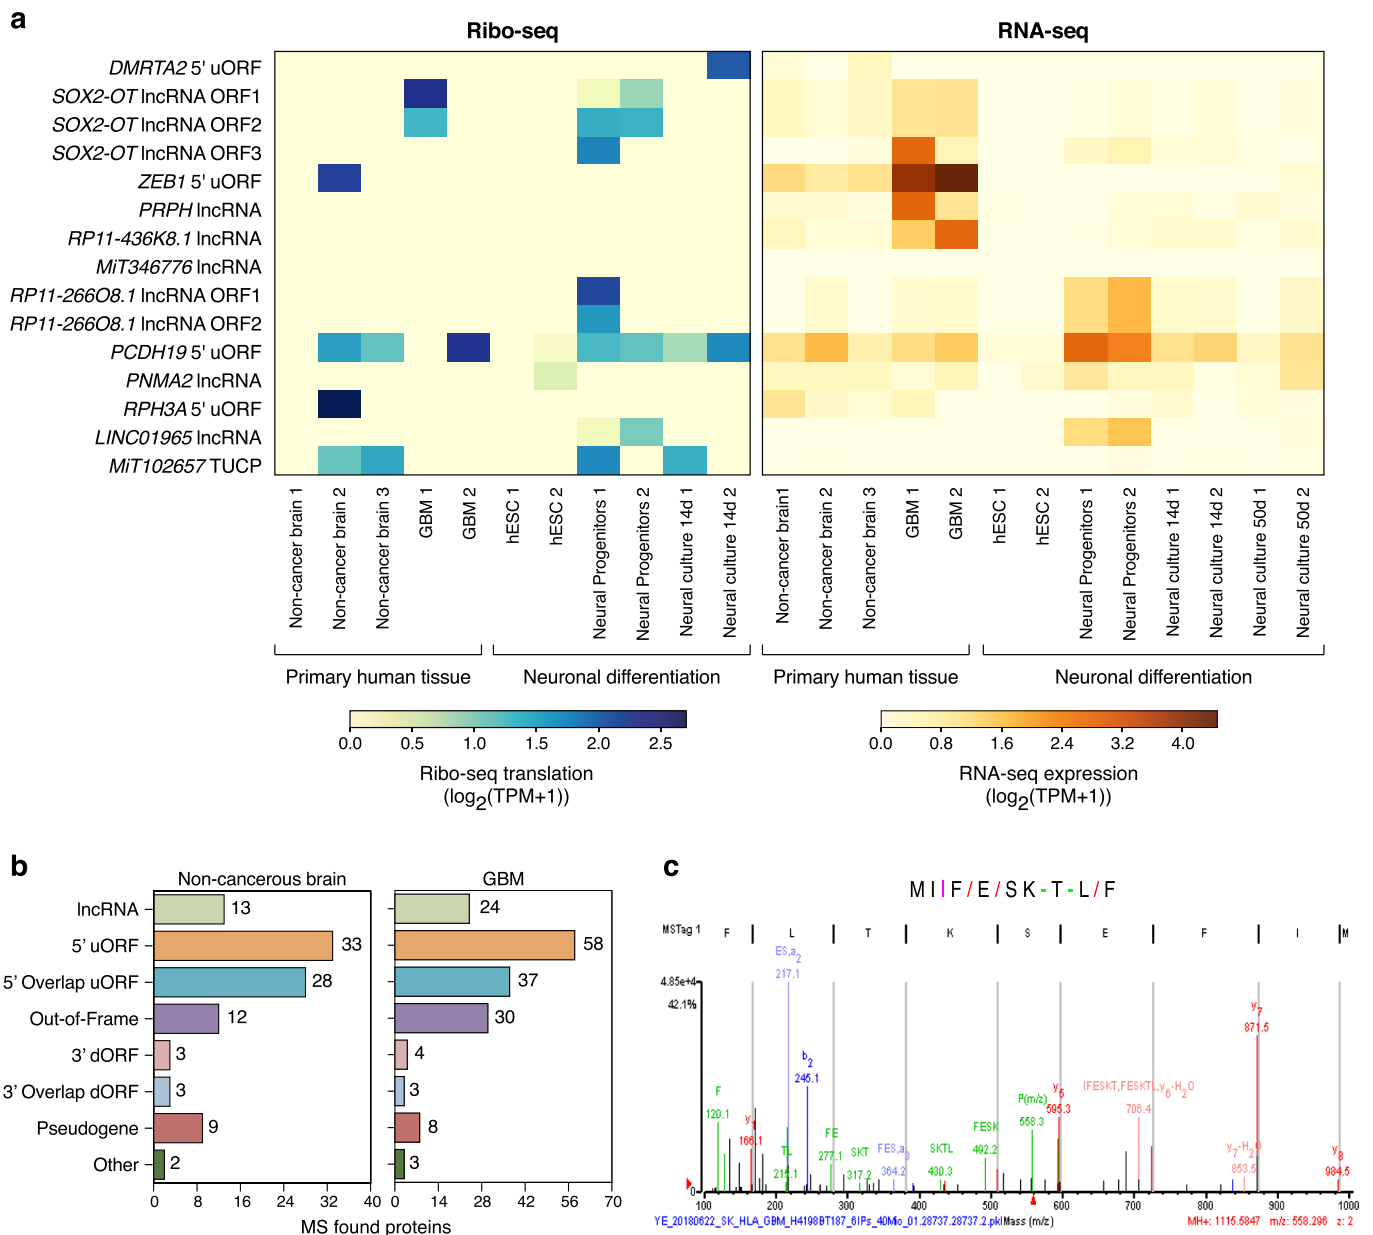 a
Ribo-seq
RNA-seq
DMRTA2 5' uORF
SOX2-OT lncRNA ORF1
SOX2-OT lncRNA ORF2
SOX2-OT lncRNA ORF3
ZEB1 5' uORF
PRPH lncRNA
RP11-436K8.1 lncRNA
MiT346776 lncRNA
RP11-266O8.1 lncRNA ORF1
RP11-266O8.1 lncRNA ORF2
PCDH19 5' uORF
PNMA2 lncRNA
RPH3A 5' uORF
LINC01965 lncRNA
MiT102657 TUCP
Non-cancer brain 1
Non-cancer brain 2
Non-cancer brain 3
GBM 1
GBM 2
hESC 1
hESC 2
Neural Progenitors 1
Neural Progenitors 2
Neural culture 14d 1
Neural culture 14d 2
Non-cancer brain1
Non-cancer brain 2
Non-cancer brain 3
GBM 1
GBM 2
hESC 1
hESC 2
Neural Progenitors 1
Neural Progenitors 2
Neural culture 14d 1
Neural culture 14d 2
Neural culture 50d 1
Neural culture 50d 2
Primary human tissue
Neuronal differentiation
Primary human tissue
Neuronal differentiation
0.0 0.5 1.0 1.5 2.0 2.5
Ribo-seq translation
(log2(TPM+1))
0.0 0.8 1.6 2.4 3.2 4.0
RNA-seq expression
(log2(TPM+1))
b
Non-cancerous brain
GBM
lncRNA 13 24
5' uORF 33 58
5' Overlap uORF 28 37
Out-of-Frame 12 30
3' dORF 3 4
3' Overlap dORF 3 3
Pseudogene 9 8
Other 2 3
0 8 16 24 32 40
0 14 28 42 56 70
MS found proteins
c
M I | F / E / S K - T - L / F
MSTag 1 F L T K S E F I M
4.85e+4
42.1%
0
ES,a2
217.1
b2
245.1
F
120.1
y
166.1
TL
215.1
FE
277.1
SKT
317.2
FES,a3
364.2
SKTL
430.3
FESK
492.2
P(m/z)
558.3
y5
595.3
IFESKT,FESKTL,y6-H2O
706.4
y7
871.5
y7-H2O
853.5
y8
984.5
100 200 300 400 500 600 700 800 900 1000
YE_20180622_SK_HLA_GBM_H4198BT187_6IPs_40Mio_01.28737.28737.2.pkl Mass (m/z)
MH+: 1115.5847 m/z: 558.296 z: 2